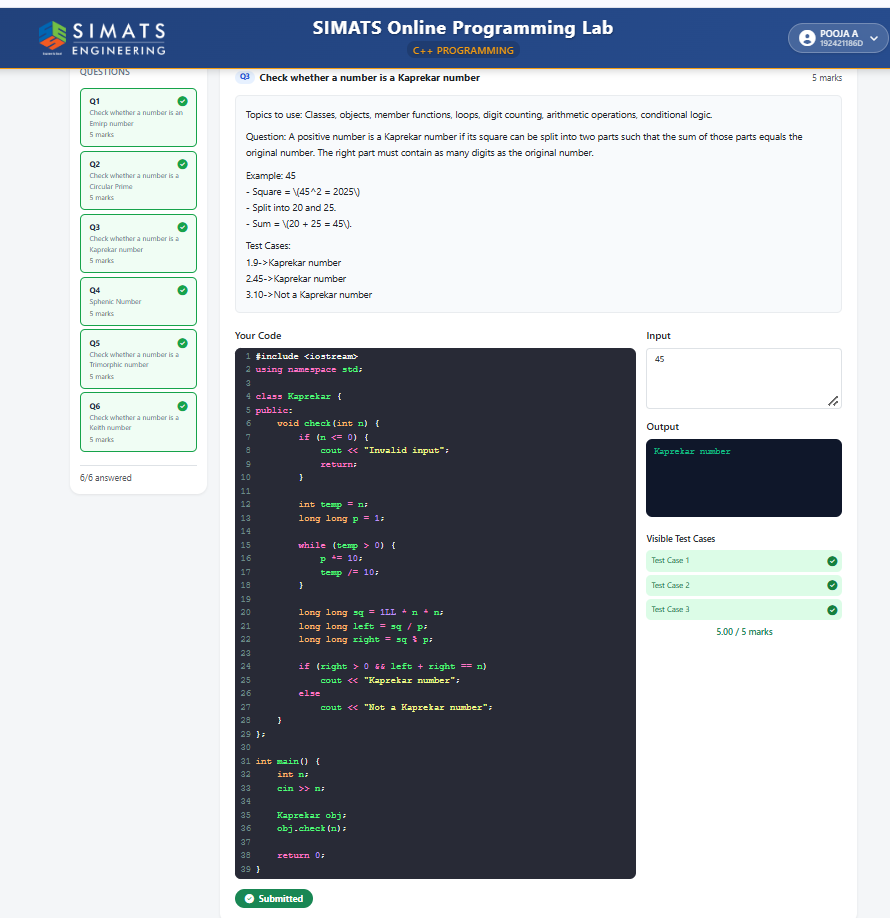 SIMATS
ENGINEERING
SIMATS Online Programming Lab
C++ PROGRAMMING
POOJA A
192421186D
QUESTIONS
Q1
Check whether a number is an
Emirp number
5 marks
Q2
Check whether a number is a
Circular Prime
5 marks
Q3
Check whether a number is a
Kaprekar number
5 marks
Q4
Sphenic Number
5 marks
Q5
Check whether a number is a
Trimorphic number
5 marks
Q6
Check whether a number is a
Keith number
5 marks
6/6 answered
Q3 Check whether a number is a Kaprekar number 5 marks
Topics to use: Classes, objects, member functions, loops, digit counting, arithmetic operations, conditional logic.
Question: A positive number is a Kaprekar number if its square can be split into two parts such that the sum of those parts equals the
original number. The right part must contain as many digits as the original number.
Example: 45
- Square = \(45^2 = 2025\)
- Split into 20 and 25.
- Sum = \(20 + 25 = 45\).
Test Cases:
1.9->Kaprekar number
2.45->Kaprekar number
3.10->Not a Kaprekar number
Your Code
1 #include <iostream>
2 using namespace std;
3
4 class Kaprekar {
5 public:
6     void check(int n) {
7         if (n <= 0) {
8             cout << "Invalid input";
9             return;
10         }
11
12         int temp = n;
13         long long p = 1;
14
15         while (temp > 0) {
16             p *= 10;
17             temp /= 10;
18         }
19
20         long long sq = 1LL * n * n;
21         long long left = sq / p;
22         long long right = sq % p;
23
24         if (right > 0 && left + right == n)
25             cout << "Kaprekar number";
26         else
27             cout << "Not a Kaprekar number";
28     }
29 };
30
31 int main() {
32     int n;
33     cin >> n;
34
35     Kaprekar obj;
36     obj.check(n);
37
38     return 0;
39 }
Submitted
Input
45
Output
Kaprekar number
Visible Test Cases
Test Case 1
Test Case 2
Test Case 3
5.00 / 5 marks